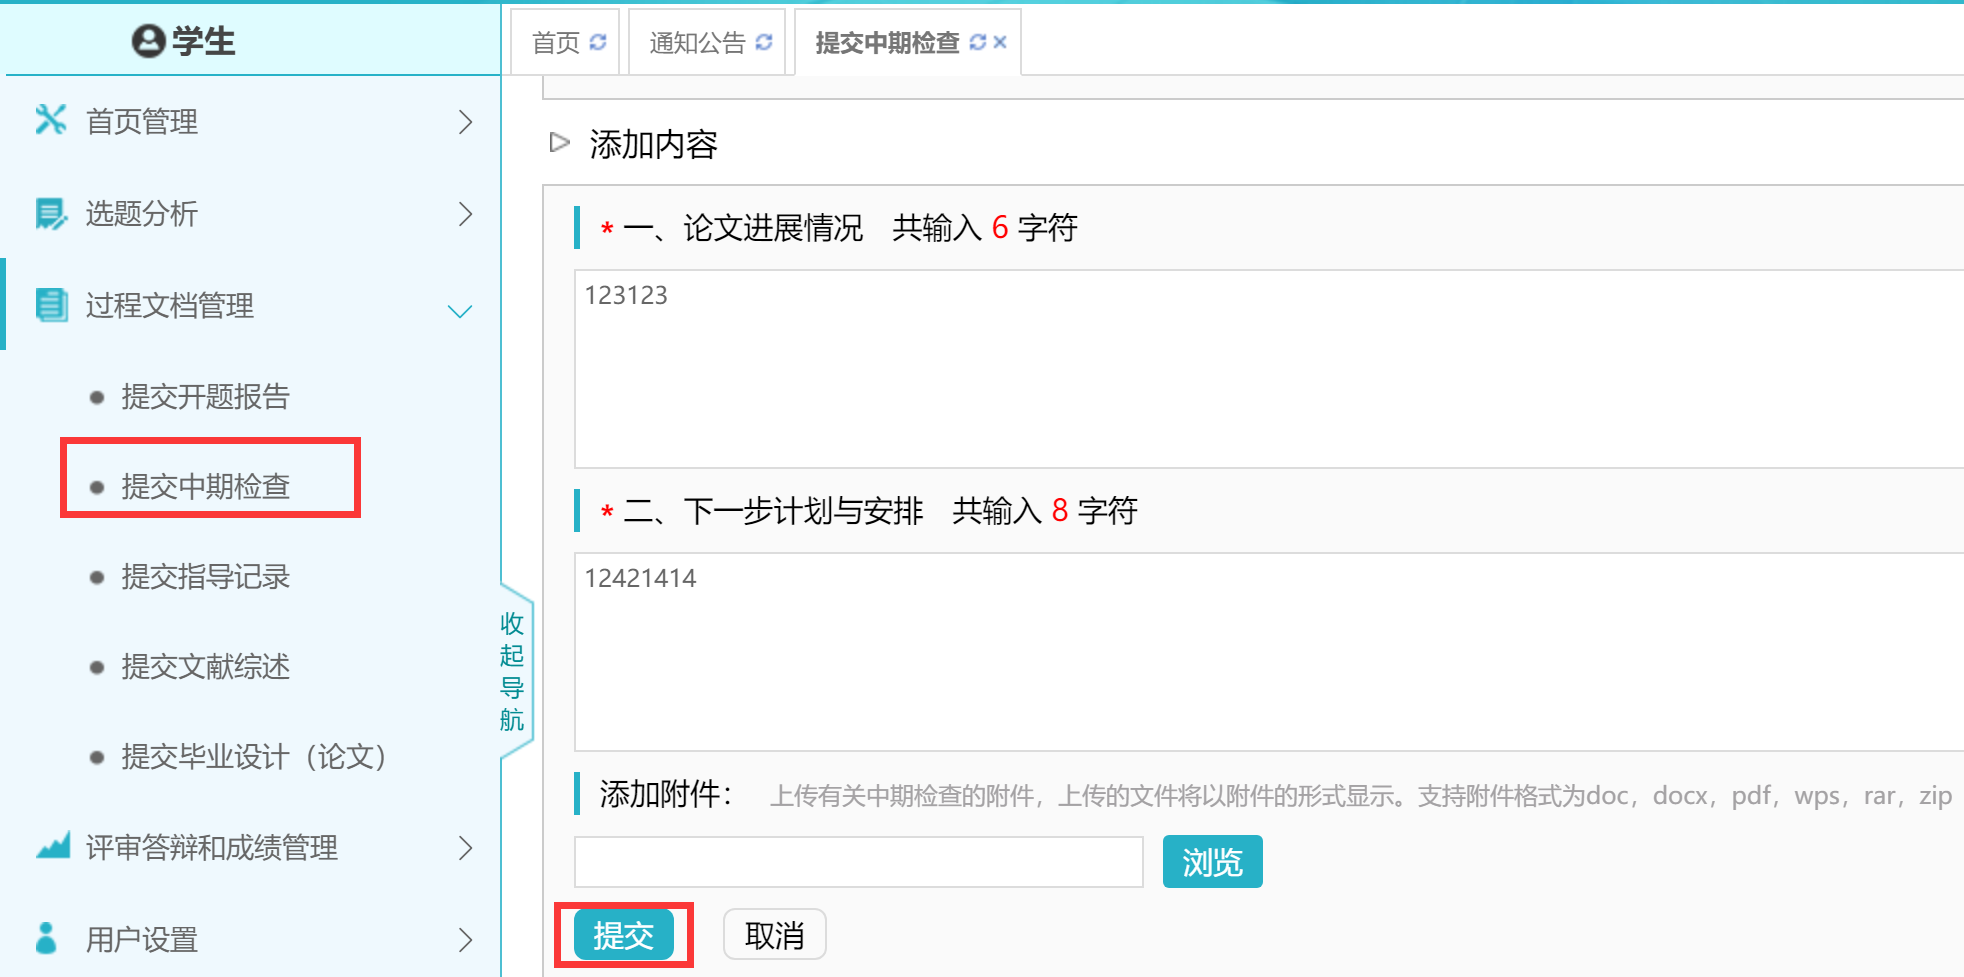 学生
首页
通知公告
提交中期检查
首页管理
选题分析
过程文档管理
提交开题报告
提交中期检查
提交指导记录
提交文献综述
提交毕业设计（论文）
评审答辩和成绩管理
用户设置
收起导航
添加内容
* 一、论文进展情况 共输入 6 字符
123123
* 二、下一步计划与安排 共输入 8 字符
12421414
添加附件： 上传有关中期检查的附件，上传的文件将以附件的形式显示。支持附件格式为doc，docx，pdf，wps，rar，zip
浏览
提交 取消